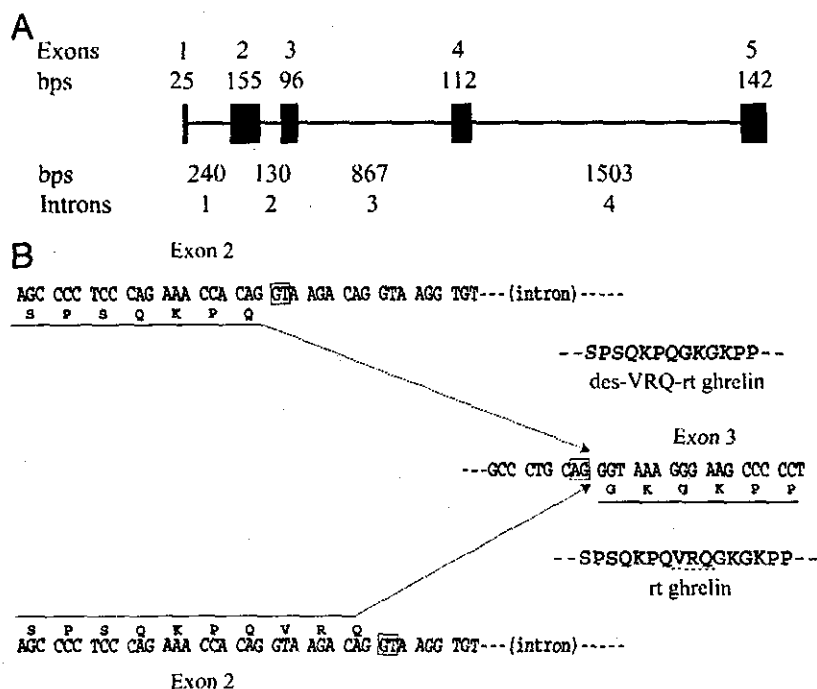 A
Exons 1 2 3 4 5
bps 25 155 96 112 142
bps 240 130 867 1503
Introns 1 2 3 4
B
Exon 2
AGC CCC TCC CAG AAA CCA CAG GTA AGA CAG GTA AGG TGT---(intron)-----
S P S Q K P Q
--SPSQKPQGKGKPP--
des-VRQ-rt ghrelin
Exon 3
---GCC CTG CAG GGT AAA GGG AAG CCC CCT
G K G K P P
--SPSQKPQVRQGKGKPP--
rt ghrelin
S P S Q K P Q V R Q
AGC CCC TCC CAG AAA CCA CAG GTA AGA CAG GTA AGG TGT---(intron)-----
Exon 2